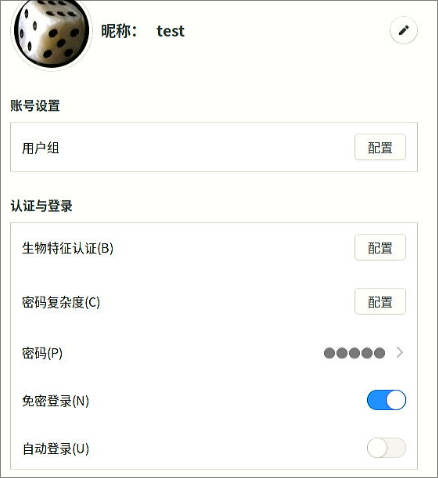 昵称： test
账号设置
用户组 配置
认证与登录
生物特征认证(B) 配置
密码复杂度(C) 配置
密码(P) ●●●●●
免密登录(N)
自动登录(U)